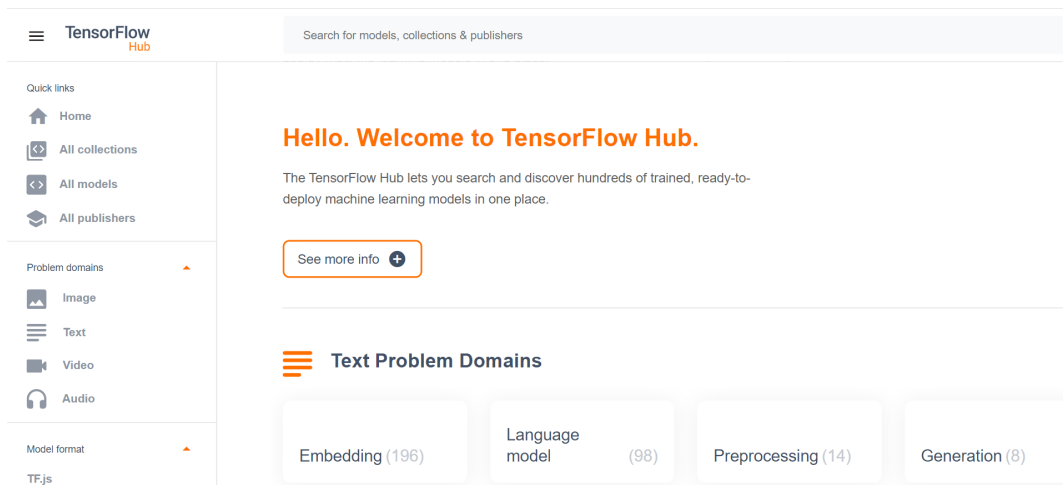 TensorFlow
Hub
Search for models, collections & publishers
Quick links
Home
All collections
All models
All publishers
Problem domains
Image
Text
Video
Audio
Model format
TF.js
Hello. Welcome to TensorFlow Hub.
The TensorFlow Hub lets you search and discover hundreds of trained, ready-to-
deploy machine learning models in one place.
See more info
Text Problem Domains
Embedding (196)
Language
model (98)
Preprocessing (14)
Generation (8)